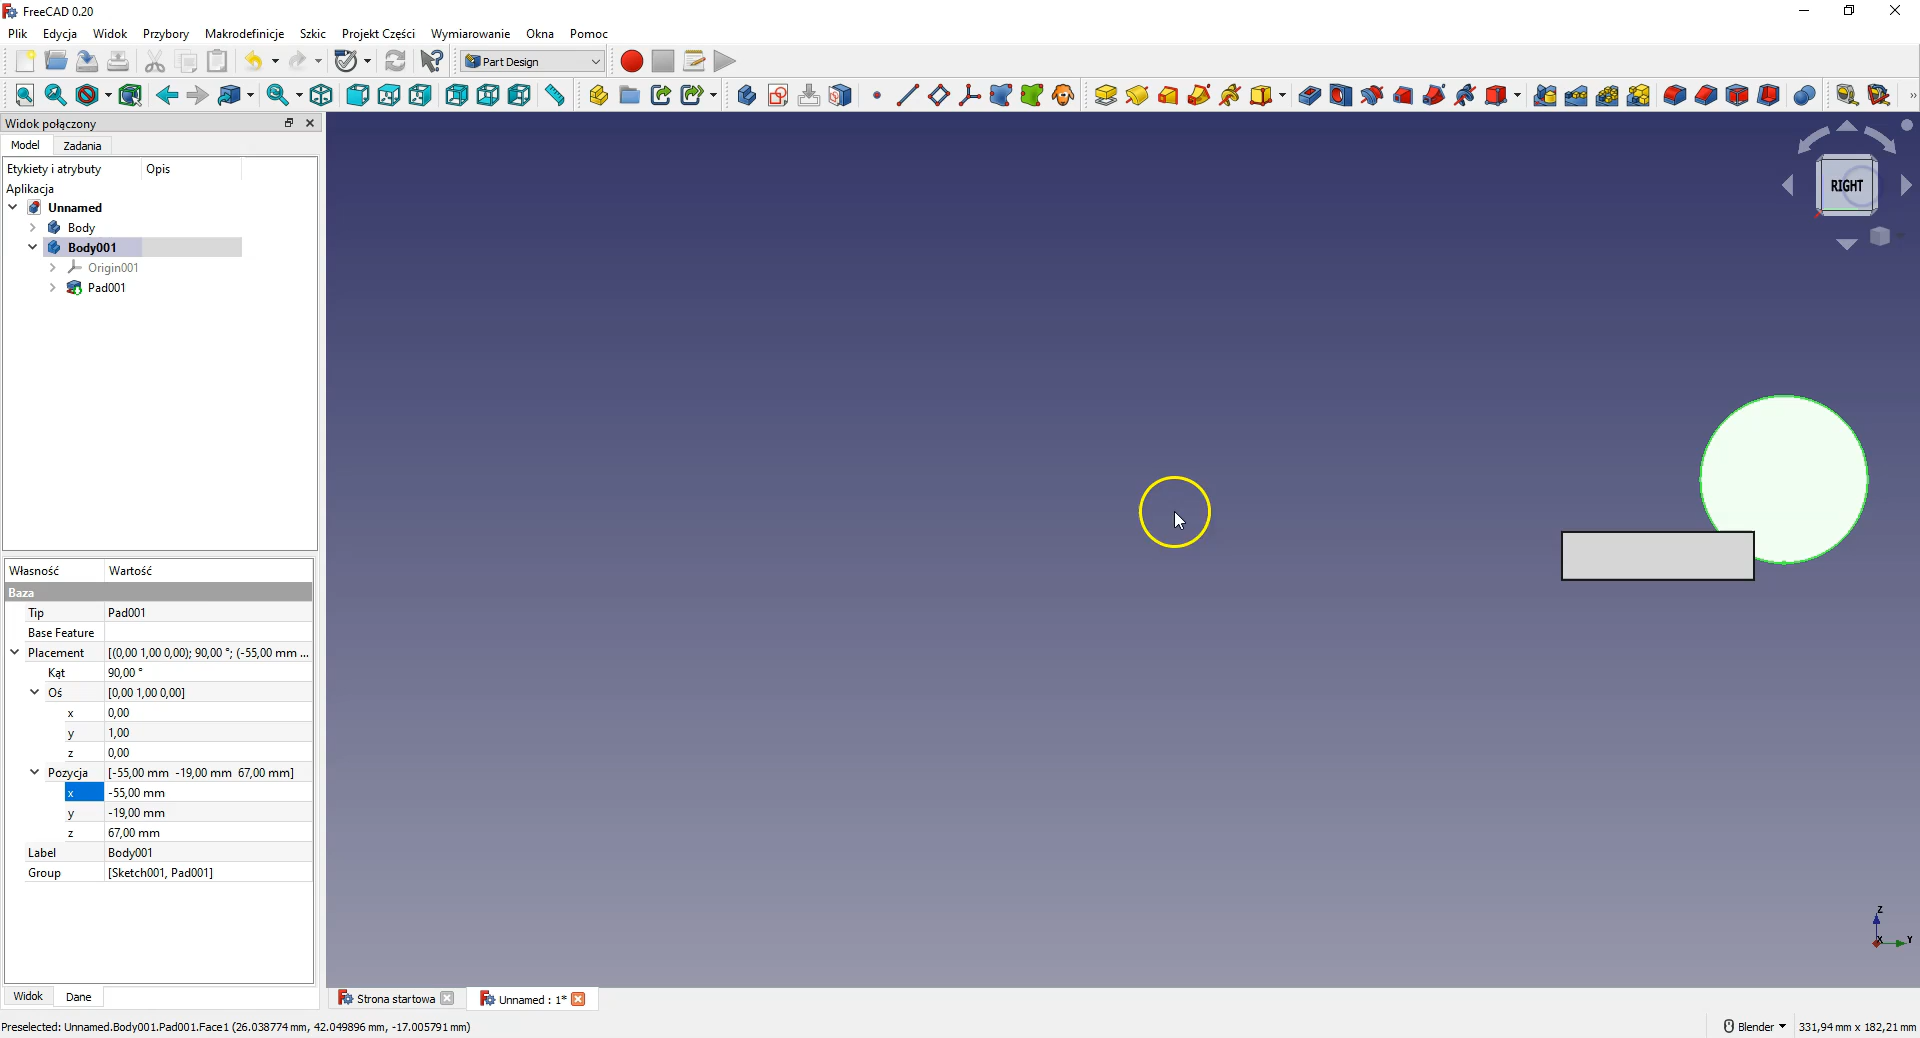 FreeCAD 0.20
Plik Edycja Widok Przybory Makrodefinicje Szkic Projekt Części Wymiarowanie Okna Pomoc
Part Design
Widok połączony
Model Zadania
Etykiety i atrybuty Opis
Aplikacja
Unnamed
Body
Body001
Origin001
Pad001
RIGHT
Własność Wartość
Baza
Tip Pad001
Base Feature
Placement [(0,00 1,00 0,00); 90,00 °; (-55,00 mm ...
Kąt 90,00 °
Oś [0,00 1,00 0,00]
x 0,00
y 1,00
z 0,00
Pozycja [-55,00 mm -19,00 mm 67,00 mm]
x -55,00 mm
y -19,00 mm
z 67,00 mm
Label Body001
Group [Sketch001, Pad001]
Z
X Y
Widok Dane
Strona startowa Unnamed : 1*
Preselected: Unnamed.Body001.Pad001.Face1 (26.038774 mm, 42.049896 mm, -17.005791 mm)
Blender 331,94 mm x 182,21 mm